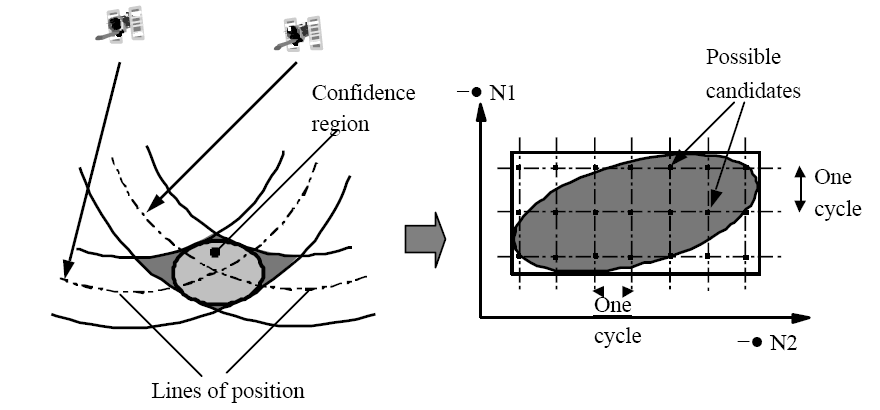 Confidence
region
Lines of position
Possible
candidates
−• N1
One
cycle
One
cycle
−• N2